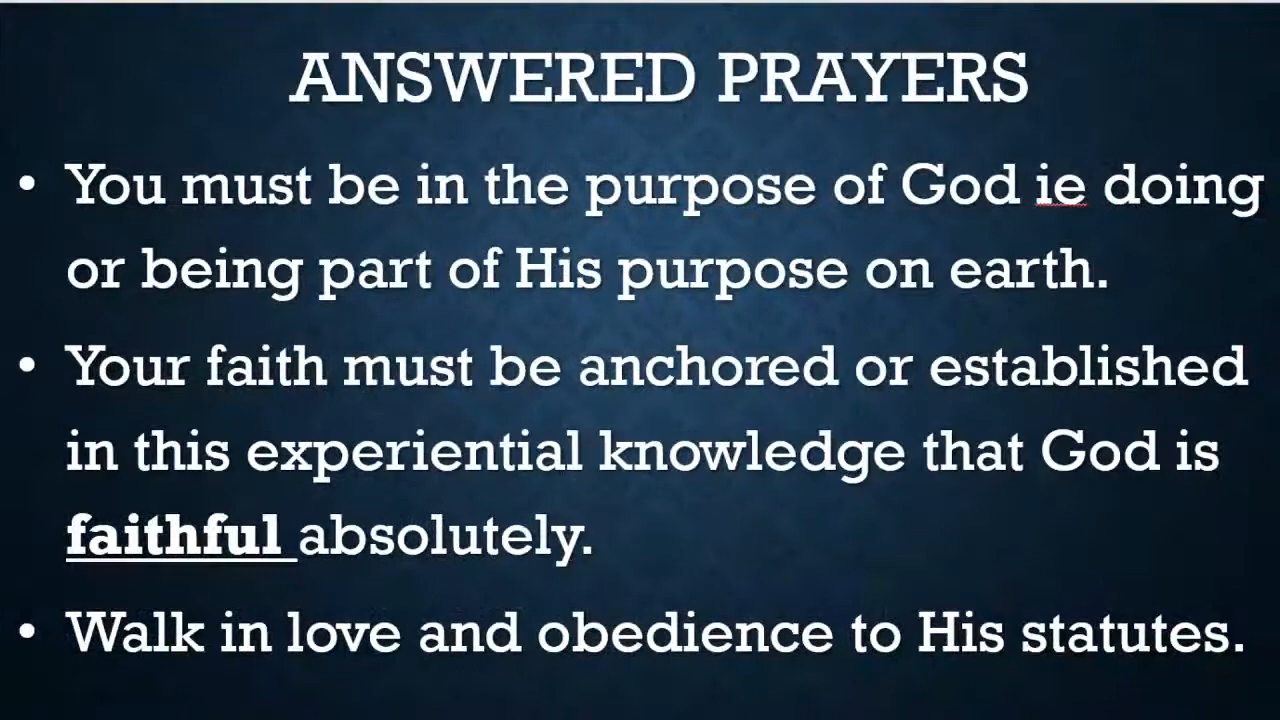 ANSWERED PRAYERS
• You must be in the purpose of God ie doing
or being part of His purpose on earth.
• Your faith must be anchored or established
in this experiential knowledge that God is
faithful absolutely.
• Walk in love and obedience to His statutes.